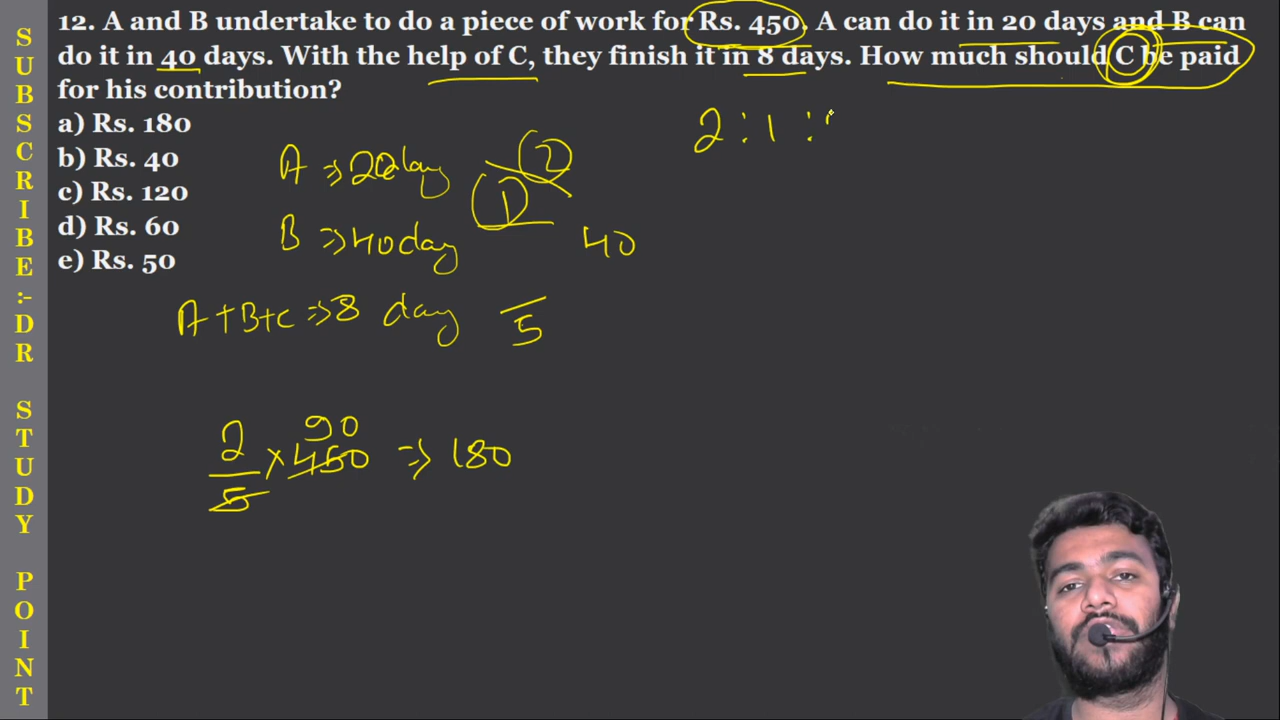 SUBSCRIBE:-DR STUDY POINT
12. A and B undertake to do a piece of work for Rs. 450. A can do it in 20 days and B can
do it in 40 days. With the help of C, they finish it in 8 days. How much should C be paid
for his contribution?
a) Rs. 180
b) Rs. 40
c) Rs. 120
d) Rs. 60
e) Rs. 50
2 : 1 :
A ⇒ 20 day 2
1
B ⇒ 40 day 40
A+B+C ⇒ 8 day 5
90
2/5 × 450 ⇒ 180